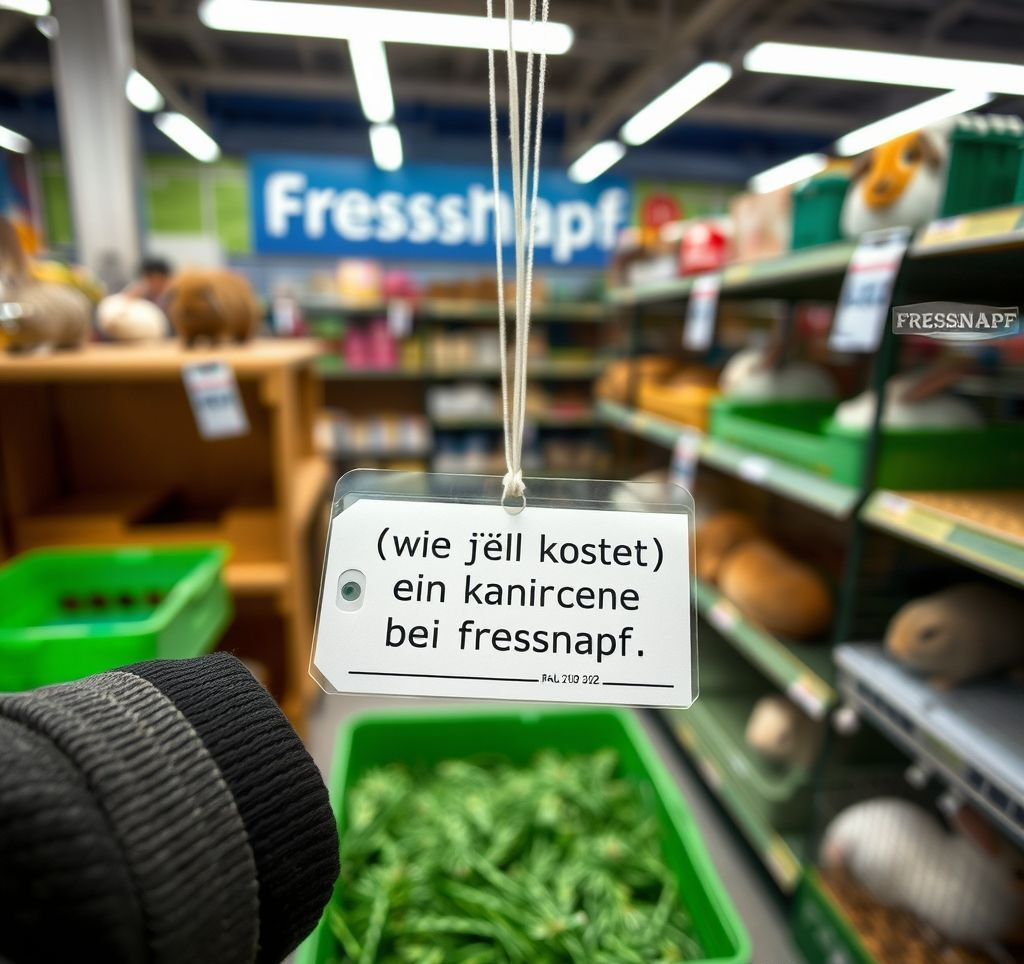 Fressshapf
FRESSNAPF
(wie jëll kostet)
ein kanircene
bei fressnapf.